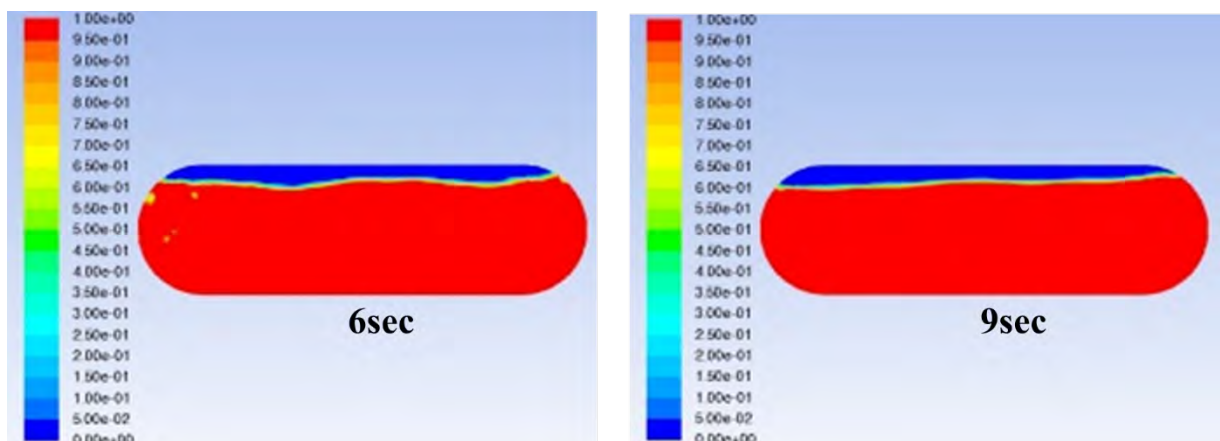 1.00e+00
9.50e-01
9.00e-01
8.50e-01
8.00e-01
7.50e-01
7.00e-01
6.50e-01
6.00e-01
5.50e-01
5.00e-01
4.50e-01
4.00e-01
3.50e-01
3.00e-01
2.50e-01
2.00e-01
1.50e-01
1.00e-01
5.00e-02
0.00e+00
6sec
1.00e+00
9.50e-01
9.00e-01
8.50e-01
8.00e-01
7.50e-01
7.00e-01
6.50e-01
6.00e-01
5.50e-01
5.00e-01
4.50e-01
4.00e-01
3.50e-01
3.00e-01
2.50e-01
2.00e-01
1.50e-01
1.00e-01
5.00e-02
0.00e+00
9sec